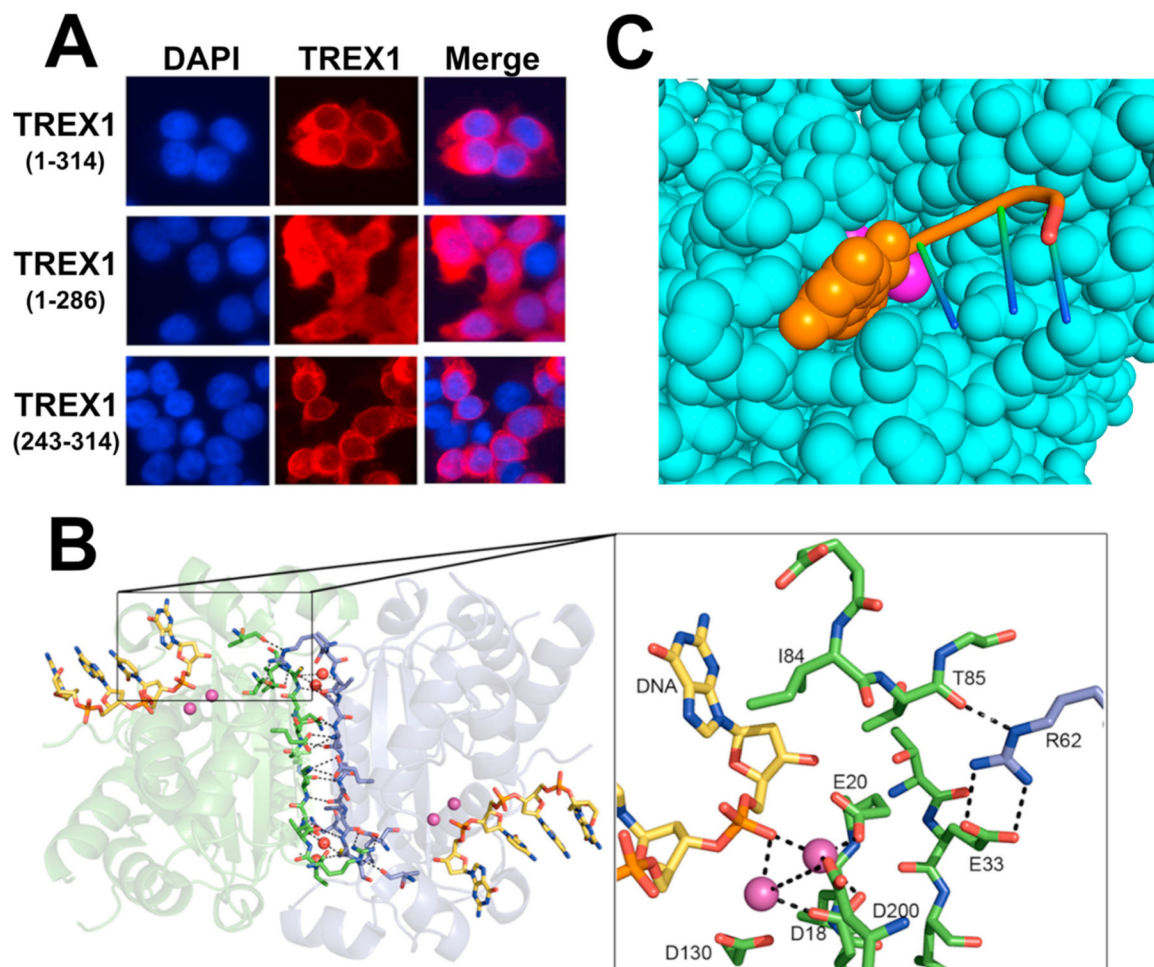 A
DAPI TREX1 Merge
TREX1
(1-314)
TREX1
(1-286)
TREX1
(243-314)
C
B
I84
DNA
T85
R62
E20
E33
D200
D18
D130